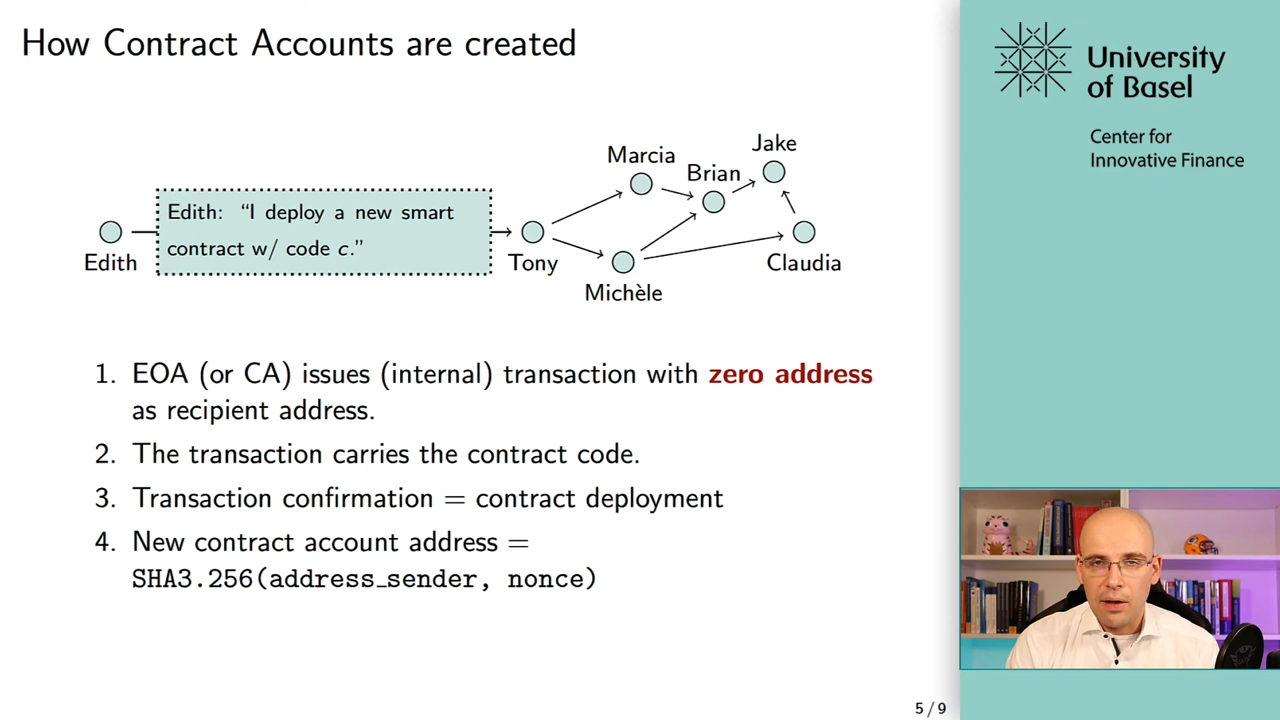 How Contract Accounts are created
University
of Basel
Center for
Innovative Finance
Jake
Marcia
Brian
Edith: “I deploy a new smart
contract w/ code c.”
Edith
Tony
Claudia
Michèle
1. EOA (or CA) issues (internal) transaction with zero address
as recipient address.
2. The transaction carries the contract code.
3. Transaction confirmation = contract deployment
4. New contract account address =
SHA3.256(address_sender, nonce)
5 / 9